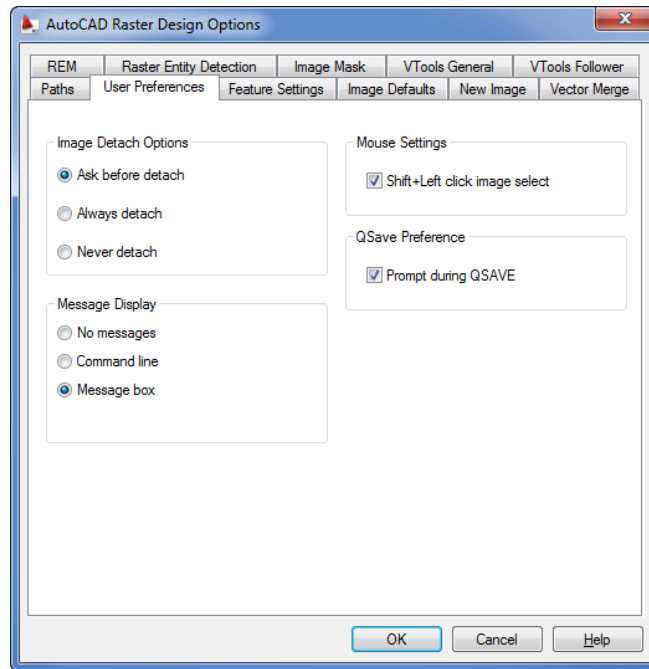 AutoCAD Raster Design Options
REM Raster Entity Detection Image Mask VTools General VTools Follower
Paths User Preferences Feature Settings Image Defaults New Image Vector Merge
Image Detach Options
Ask before detach
Always detach
Never detach
Message Display
No messages
Command line
Message box
Mouse Settings
Shift+Left click image select
QSave Preference
Prompt during QSAVE
OK Cancel Help